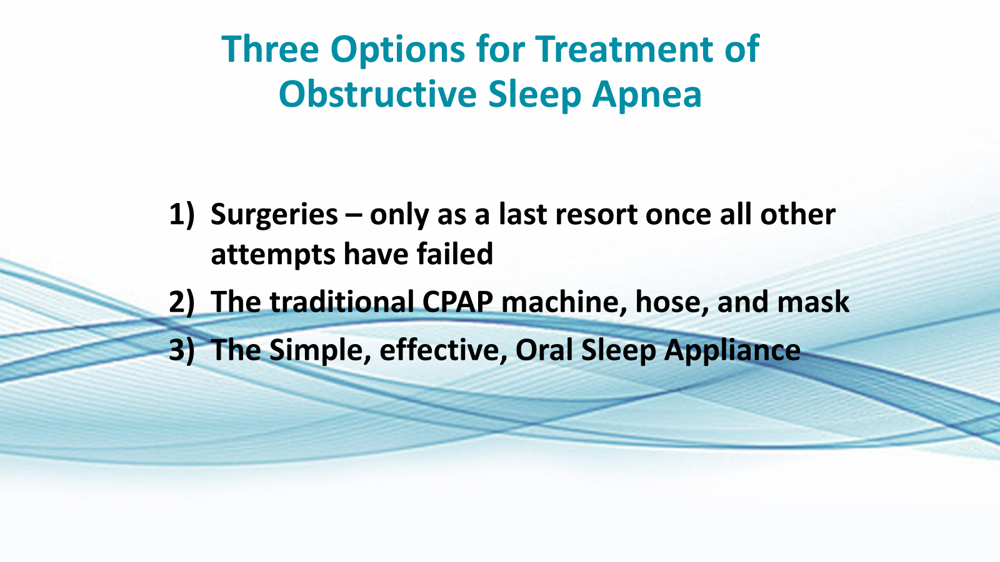 Three Options for Treatment of
Obstructive Sleep Apnea
1) Surgeries – only as a last resort once all other
attempts have failed
2) The traditional CPAP machine, hose, and mask
3) The Simple, effective, Oral Sleep Appliance